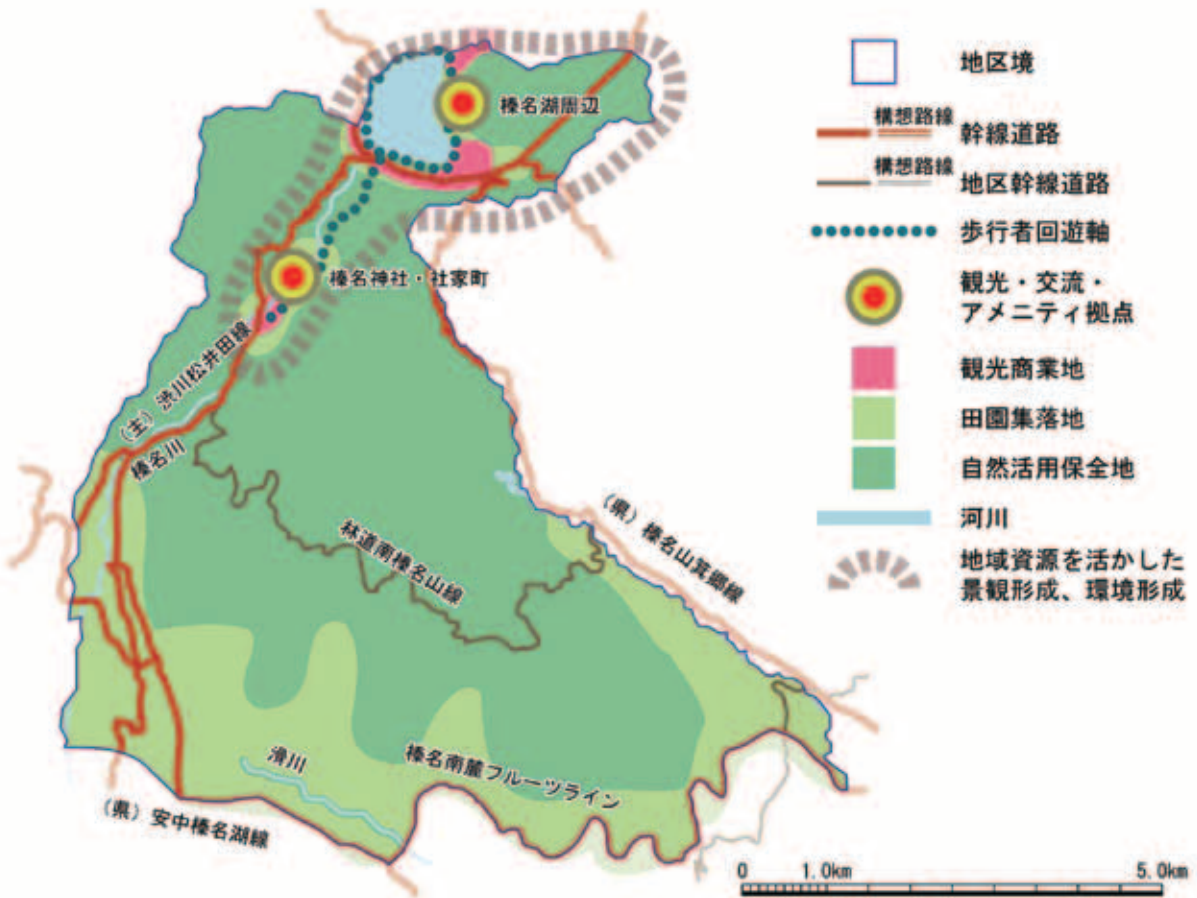 榛名湖周辺
榛名神社・社家町
(主)渋川松井田線
榛名川
林道南榛名山線
(県)榛名山箕郷線
滑川
榛名南麓フルーツライン
(県)安中榛名湖線
地区境
構想路線
幹線道路
構想路線
地区幹線道路
歩行者回遊軸
観光・交流・
アメニティ拠点
観光商業地
田園集落地
自然活用保全地
河川
地域資源を活かした
景観形成、環境形成
0 1.0km 5.0km